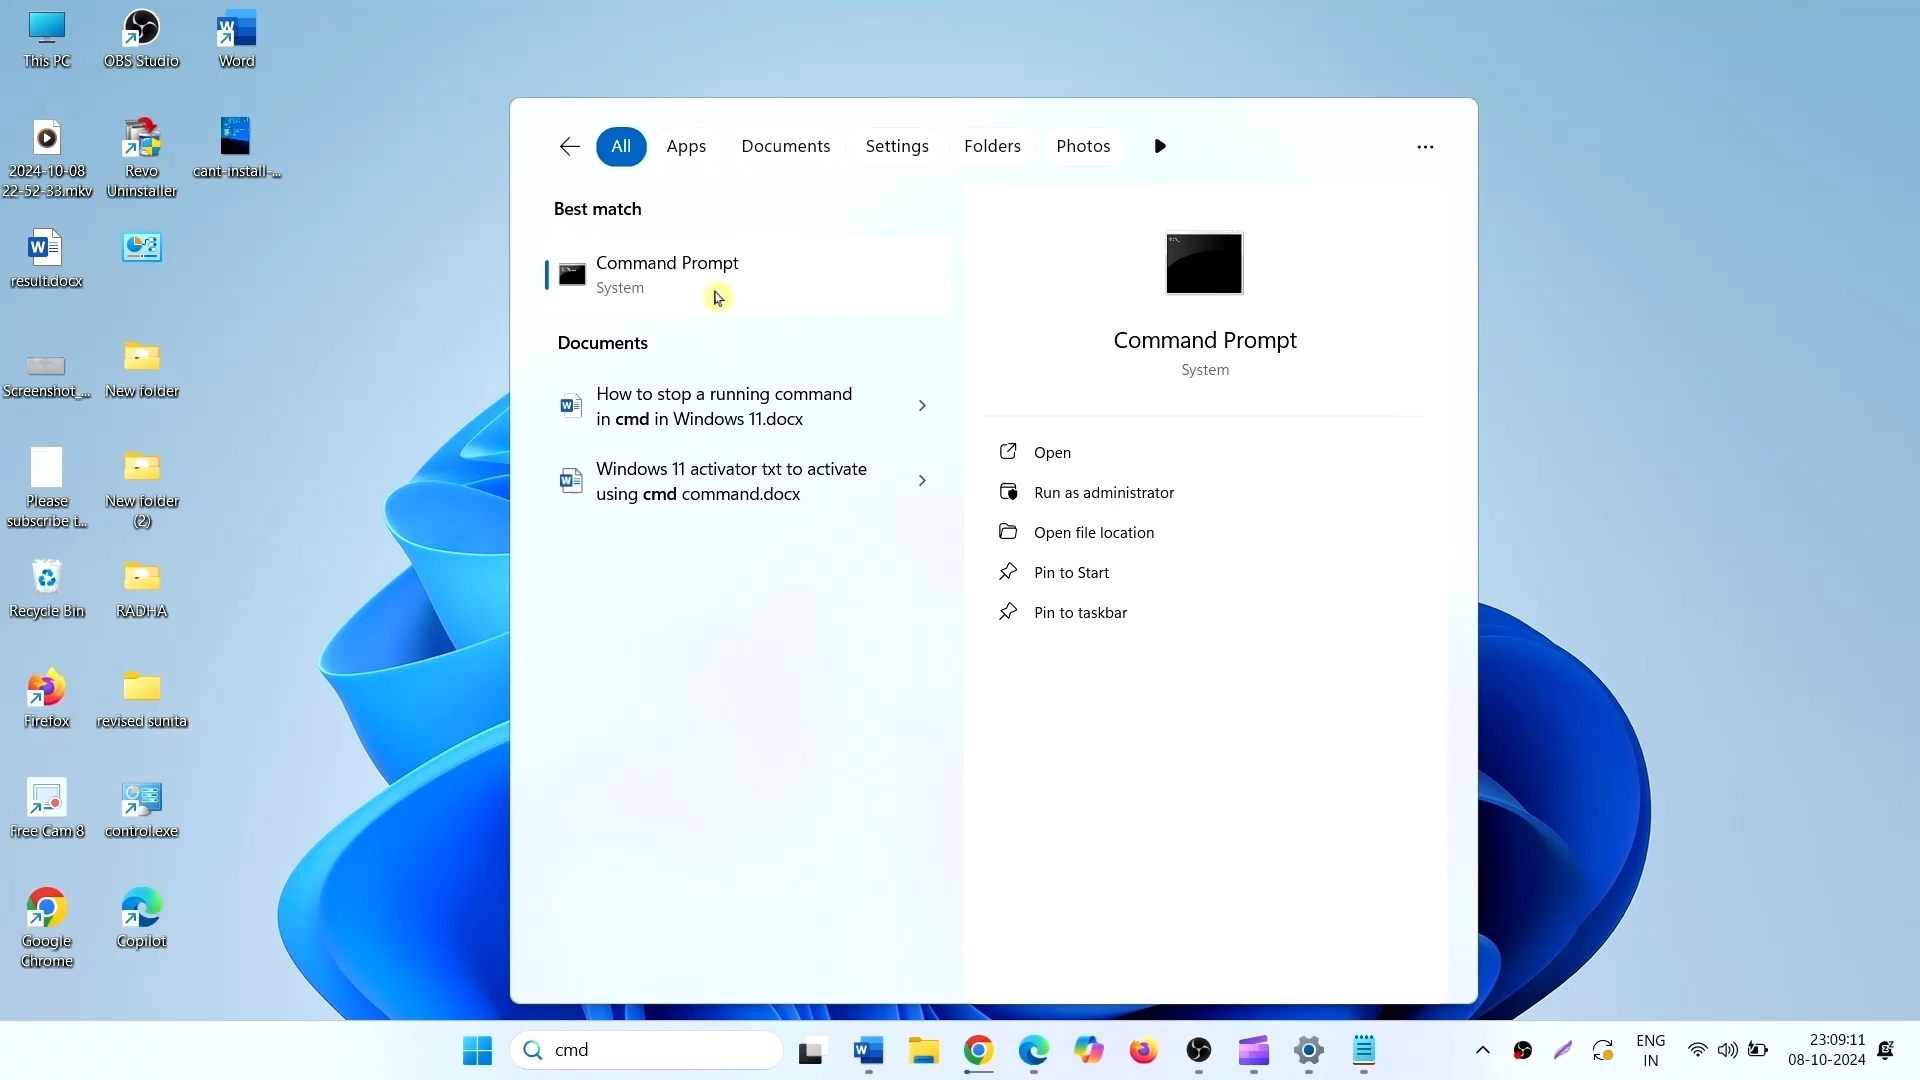 This PC
OBS Studio
Word
2024-10-08
22-52-33.mkv
Revo
Uninstaller
cant-install-...
result.docx
Screenshot_...
New folder
Please
subscribe t...
New folder
(2)
Recycle Bin
RADHA
Firefox
revised sunita
Free Cam 8
control.exe
Google
Chrome
Copilot
All
Apps
Documents
Settings
Folders
Photos
Best match
Command Prompt
System
Documents
How to stop a running command
in cmd in Windows 11.docx
Windows 11 activator txt to activate
using cmd command.docx
Command Prompt
System
Open
Run as administrator
Open file location
Pin to Start
Pin to taskbar
cmd
ENG
IN
23:09:11
08-10-2024